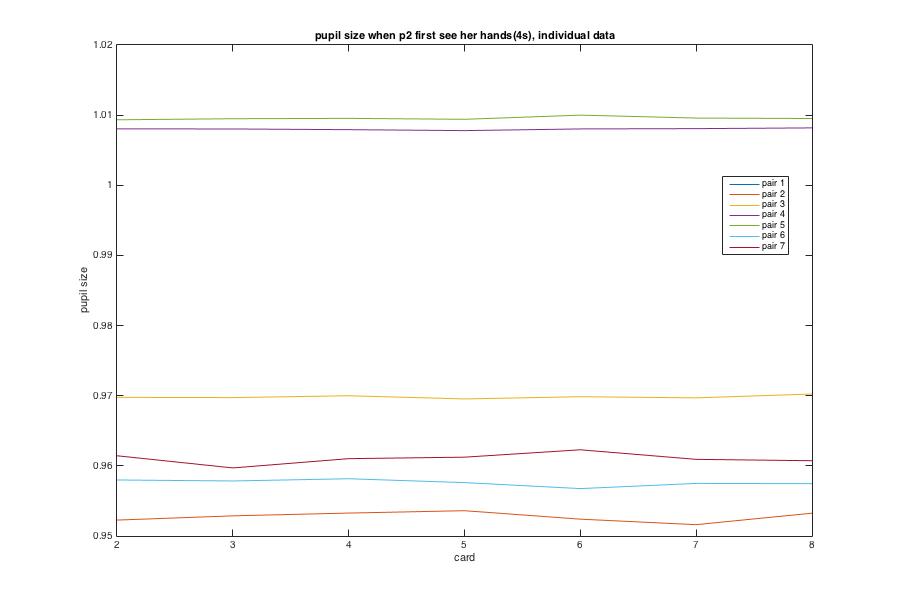 pupil size when p2 first see her hands(4s), individual data
1.02
1.01
1
0.99
0.98
0.97
0.96
0.95
pupil size
pair 1
pair 2
pair 3
pair 4
pair 5
pair 6
pair 7
2 3 4 5 6 7 8
card